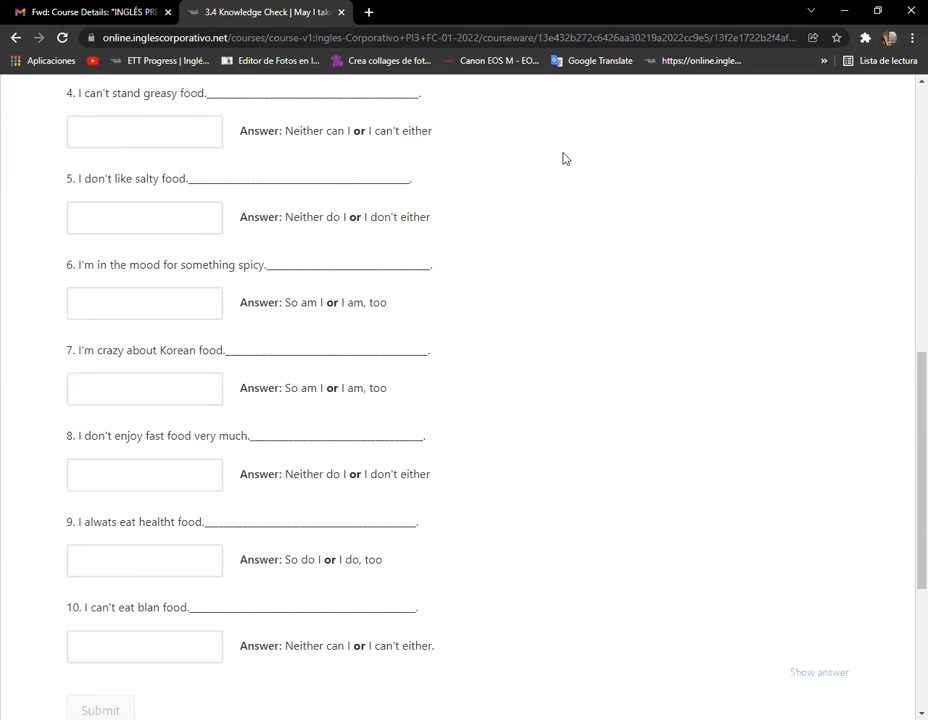 Fwd: Course Details: "INGLÉS PRE
3.4 Knowledge Check | May I take
online.inglescorporativo.net/courses/course-v1:Ingles-Corporativo+PI3+FC-01-2022/courseware/13e432b272c6426aa30219a2022cc9e5/13f2e1722b2f4af...
Aplicaciones
ETT Progress | Inglé...
Editor de Fotos en l...
Crea collages de fot...
Canon EOS M - EO...
Google Translate
https://online.ingle...
»
Lista de lectura
4. I can't stand greasy food.________________________________________.
Answer: Neither can I or I can't either
5. I don't like salty food.________________________________________.
Answer: Neither do I or I don't either
6. I'm in the mood for something spicy.______________________________.
Answer: So am I or I am, too
7. I'm crazy about Korean food.______________________________________.
Answer: So am I or I am, too
8. I don't enjoy fast food very much.________________________________.
Answer: Neither do I or I don't either
9. I alwats eat healtht food.________________________________________.
Answer: So do I or I do, too
10. I can't eat blan food.__________________________________________.
Answer: Neither can I or I can't either.
Show answer
Submit